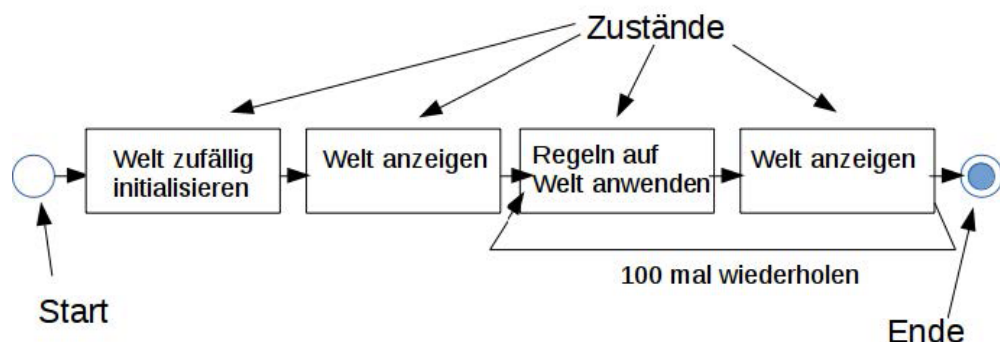 Zustände
Welt zufällig
initialisieren
Welt anzeigen
Regeln auf
Welt anwenden
Welt anzeigen
100 mal wiederholen
Start
Ende